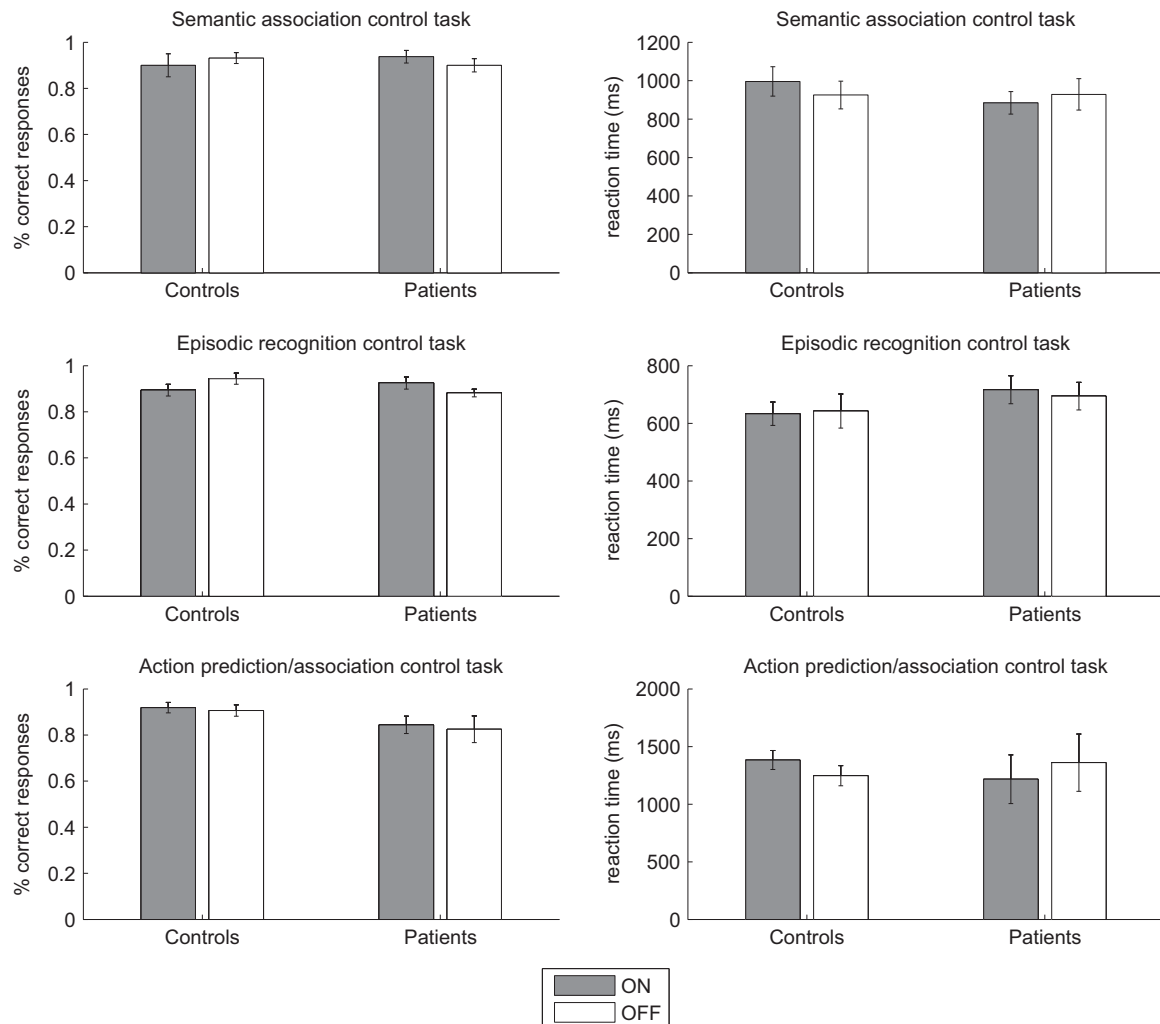 Semantic association control task
% correct responses
1
0.8
0.6
0.4
0.2
0
Controls
Patients
Semantic association control task
reaction time (ms)
1200
1000
800
600
400
200
0
Controls
Patients
Episodic recognition control task
% correct responses
1
0.8
0.6
0.4
0.2
0
Controls
Patients
Episodic recognition control task
reaction time (ms)
800
600
400
200
0
Controls
Patients
Action prediction/association control task
% correct responses
1
0.8
0.6
0.4
0.2
0
Controls
Patients
Action prediction/association control task
reaction time (ms)
2000
1500
1000
500
0
Controls
Patients
ON
OFF